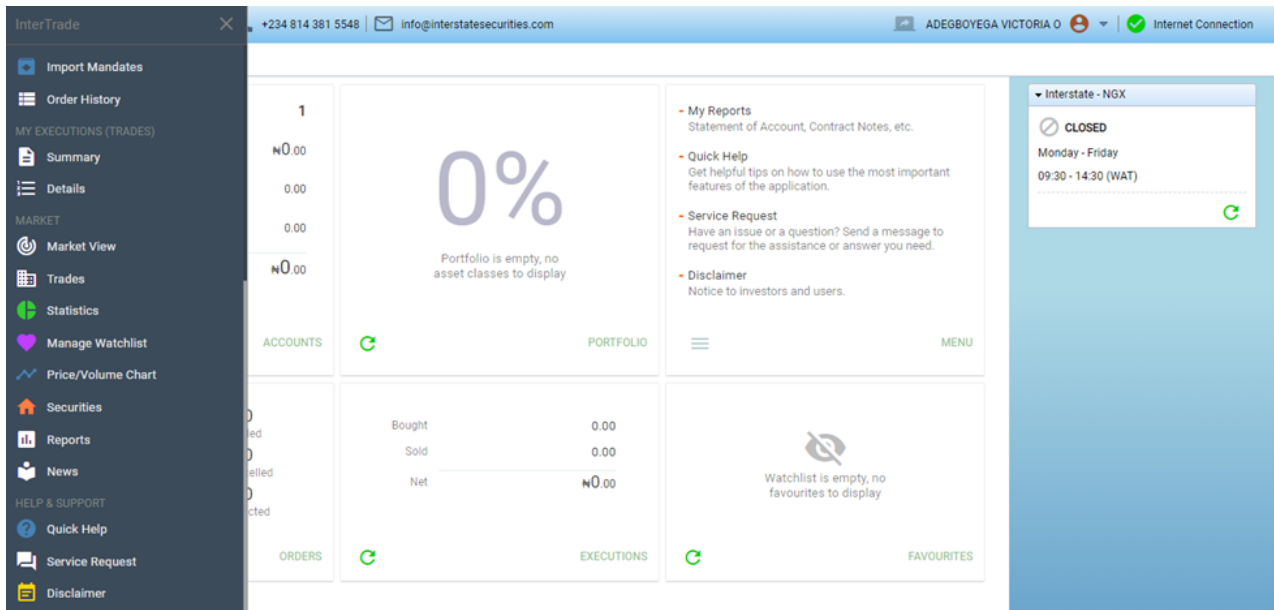 InterTrade
+234 814 381 5548
info@interstatesecurities.com
ADEGBOYEGA VICTORIA O
Internet Connection
Import Mandates
Order History
MY EXECUTIONS (TRADES)
Summary
Details
MARKET
Market View
Trades
Statistics
Manage Watchlist
Price/Volume Chart
Securities
Reports
News
HELP & SUPPORT
Quick Help
Service Request
Disclaimer
1
₦0.00
0.00
0.00
₦0.00
ACCOUNTS
0%
Portfolio is empty, no
asset classes to display
PORTFOLIO
- My Reports
Statement of Account, Contract Notes, etc.
- Quick Help
Get helpful tips on how to use the most important
features of the application.
- Service Request
Have an issue or a question? Send a message to
request for the assistance or answer you need.
- Disclaimer
Notice to investors and users.
MENU
Interstate - NGX
CLOSED
Monday - Friday
09:30 - 14:30 (WAT)
ORDERS
Bought 0.00
Sold 0.00
Net ₦0.00
EXECUTIONS
Watchlist is empty, no
favourites to display
FAVOURITES